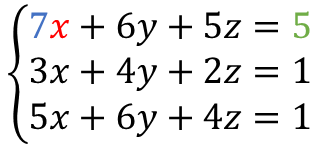 7x + 6y + 5z = 5
3x + 4y + 2z = 1
5x + 6y + 4z = 1